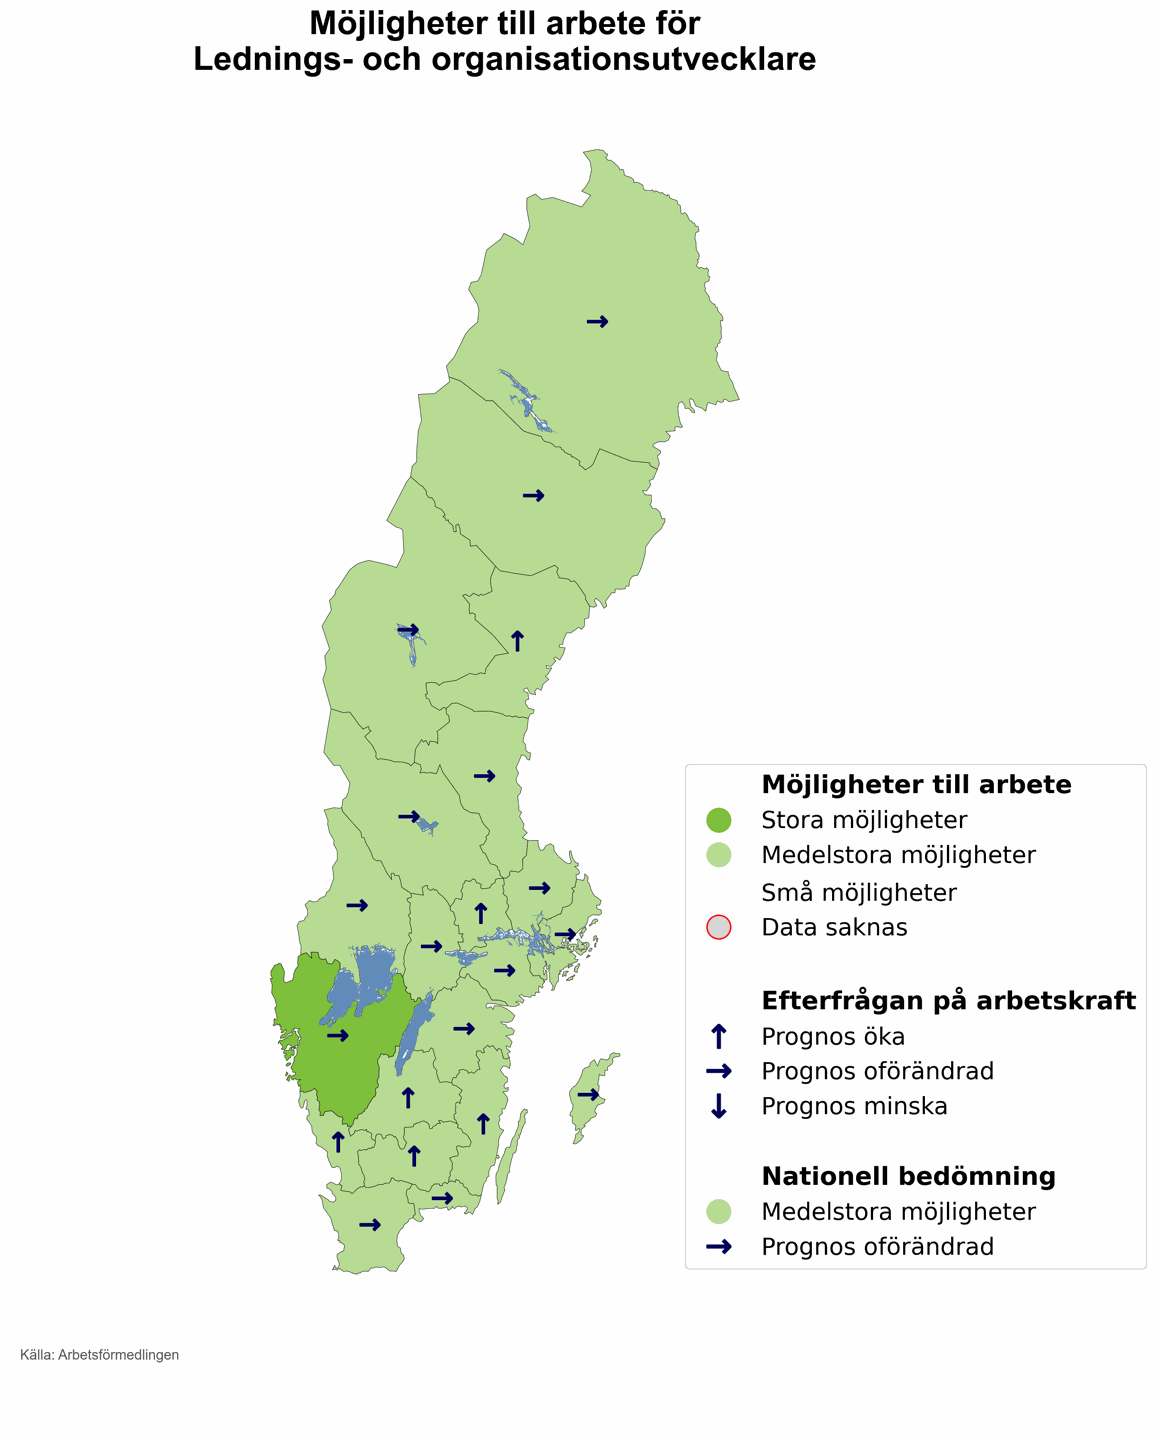 Möjligheter till arbete för
Lednings- och organisationsutvecklare
Möjligheter till arbete
Stora möjligheter
Medelstora möjligheter
Små möjligheter
Data saknas
Efterfrågan på arbetskraft
Prognos öka
Prognos oförändrad
Prognos minska
Nationell bedömning
Medelstora möjligheter
Prognos oförändrad
Källa: Arbetsförmedlingen